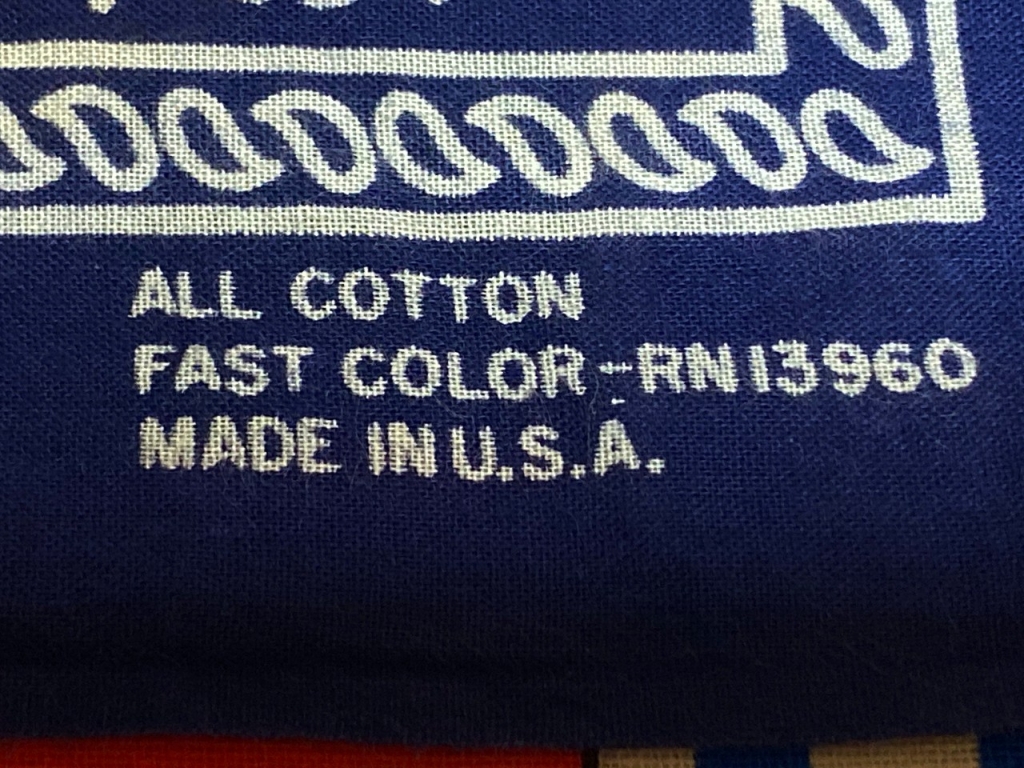 ALL COTTON
FAST COLOR-RN13960
MADE IN U.S.A.